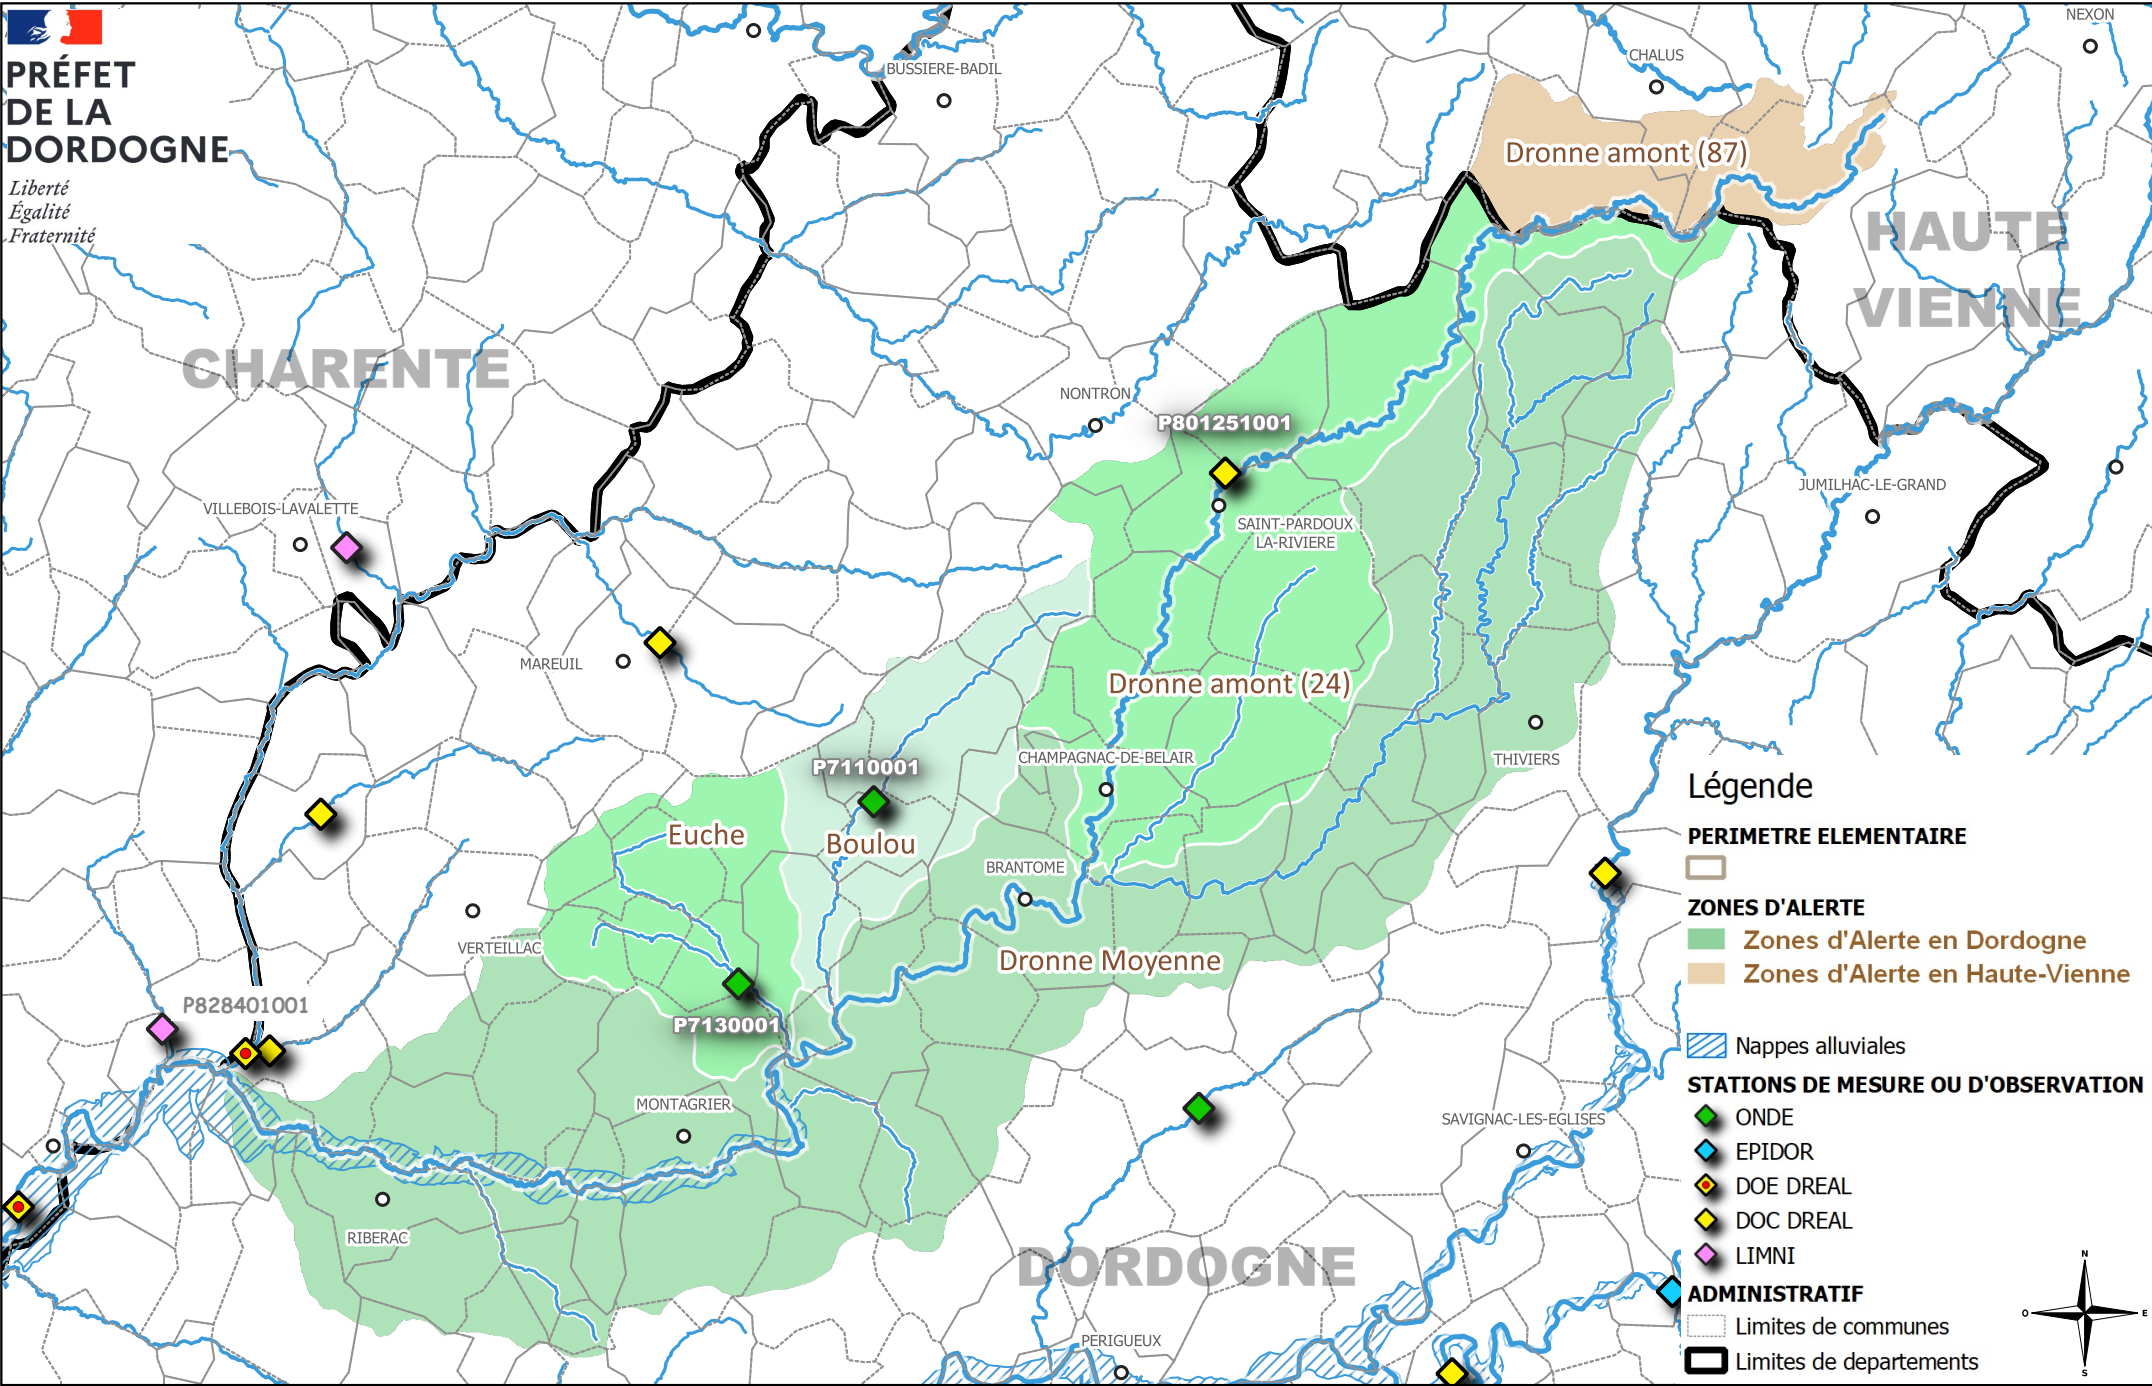 PRÉFET
DE LA
DORDOGNE
Liberté
Égalité
Fraternité
NEXON
CHALUS
BUSSIERE-BADIL
Dronne amont (87)
HAUTE
VIENNE
CHARENTE
NONTRON
P801251001
JUMILHAC-LE-GRAND
VILLEBOIS-LAVALETTE
SAINT-PARDOUX
LA-RIVIERE
MAREUIL
Dronne amont (24)
CHAMPAGNAC-DE-BELAIR
THIVIERS
P7110001
Euche
Boulou
BRANTOME
VERTEILLAC
Dronne Moyenne
P828401001
P7130001
MONTAGRIER
SAVIGNAC-LES-EGLISES
RIBERAC
DORDOGNE
PERIGUEUX
Légende
PERIMETRE ELEMENTAIRE
ZONES D'ALERTE
Zones d'Alerte en Dordogne
Zones d'Alerte en Haute-Vienne
Nappes alluviales
STATIONS DE MESURE OU D'OBSERVATION
ONDE
EPIDOR
DOE DREAL
DOC DREAL
LIMNI
ADMINISTRATIF
Limites de communes
Limites de departements
N
O
E
S